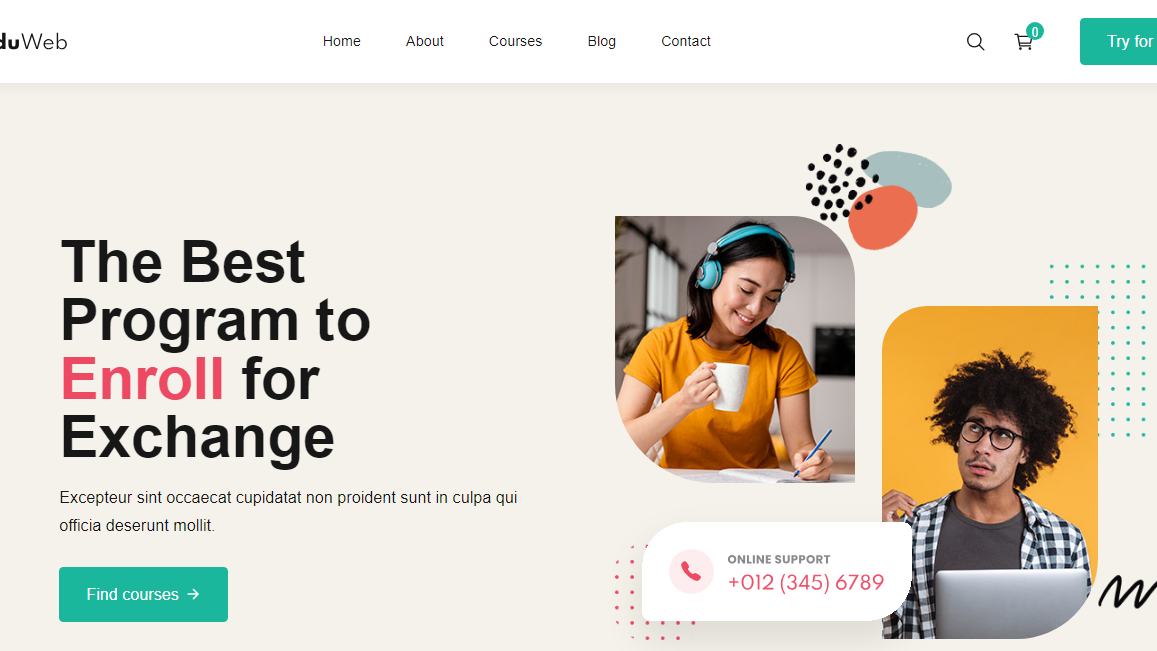 duWeb
Home About Courses Blog Contact
0
Try for
The Best
Program to
Enroll for
Exchange
Excepteur sint occaecat cupidatat non proident sunt in culpa qui
officia deserunt mollit.
Find courses →
ONLINE SUPPORT
+012 (345) 6789